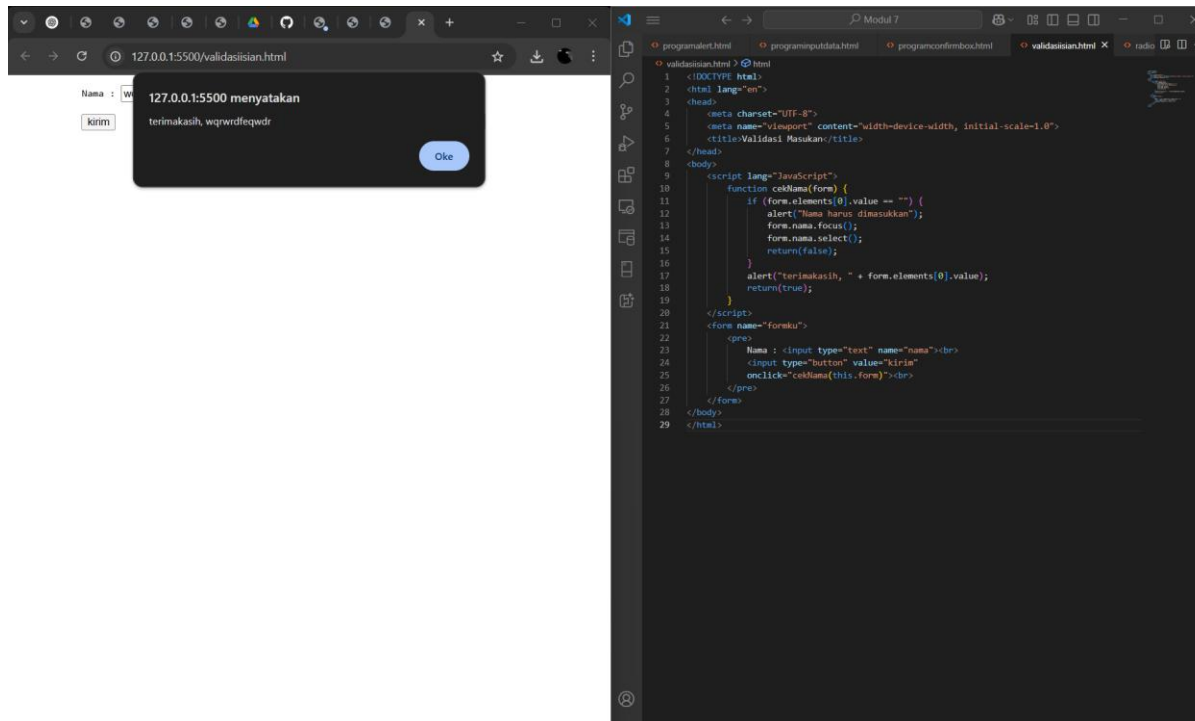 127.0.0.1:5500/validasiisian.html
127.0.0.1:5500 menyatakan
terimakasih, wqrwrdfeqwdr
Oke
Nama :
kirim
Modul 7
programalert.html
programinputdata.html
programconfirmbox.html
validasiisian.html
radio
validasiisian.html > html
1 <!DOCTYPE html>
2 <html lang="en">
3 <head>
4 <meta charset="UTF-8">
5 <meta name="viewport" content="width=device-width, initial-scale=1.0">
6 <title>Validasi Masukan</title>
7 </head>
8 <body>
9 <script lang="JavaScript">
10 function cekNama(form) {
11 if (form.elements[0].value == "") {
12 alert("Nama harus dimasukkan");
13 form.nama.focus();
14 form.nama.select();
15 return(false);
16 }
17 alert("terimakasih, " + form.elements[0].value);
18 return(true);
19 }
20 </script>
21 <form name="formku">
22 <pre>
23 Nama : <input type="text" name="nama"><br>
24 <input type="button" value="kirim"
25 onclick="cekNama(this.form)"><br>
26 </pre>
27 </form>
28 </body>
29 </html>